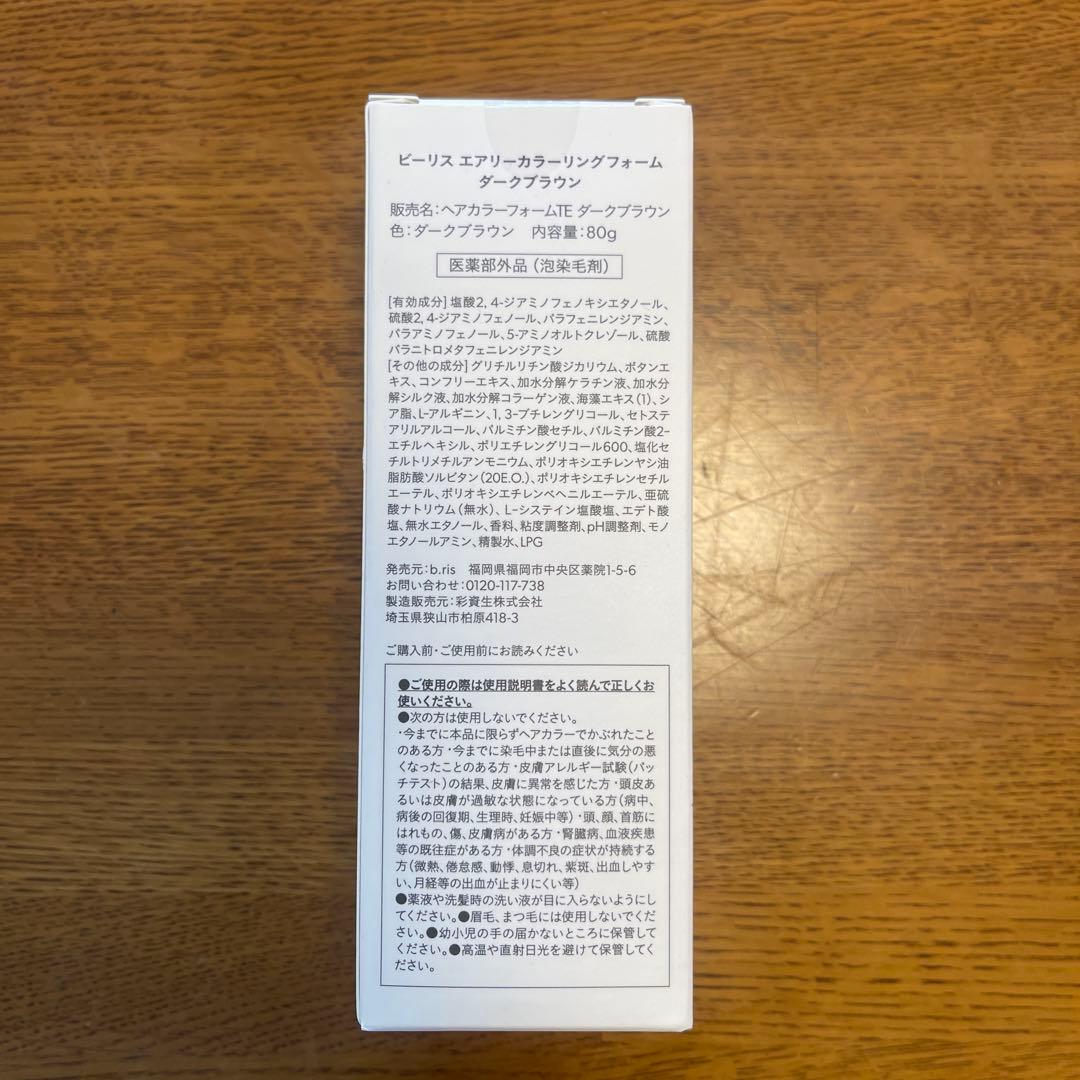 ビーリス エアリーカラーリングフォーム
ダークブラウン
販売名：ヘアカラーフォームTE ダークブラウン
色：ダークブラウン　内容量：80g
医薬部外品（泡染毛剤）
[有効成分]塩酸2, 4-ジアミノフェノキシエタノール、
硫酸2, 4-ジアミノフェノール、パラフェニレンジアミン、
パラアミノフェノール、5-アミノオルトクレゾール、硫酸
パラニトロメタフェニレンジアミン
[その他の成分]グリチルリチン酸ジカリウム、ボタンエ
キス、コンフリーエキス、加水分解ケラチン液、加水分
解シルク液、加水分解コラーゲン液、海藻エキス（1）、シ
ア脂、L-アルギニン、1, 3-ブチレングリコール、セトステ
アリルアルコール、パルミチン酸セチル、パルミチン酸2-
エチルヘキシル、ポリエチレングリコール600、塩化セ
チルトリメチルアンモニウム、ポリオキシエチレンヤシ油
脂肪酸ソルビタン（20E.O.）、ポリオキシエチレンセチル
エーテル、ポリオキシエチレンベヘニルエーテル、亜硫
酸ナトリウム（無水）、L-システイン塩酸塩、エデト酸
塩、無水エタノール、香料、粘度調整剤、pH調整剤、モノ
エタノールアミン、精製水、LPG
発売元：b.ris　福岡県福岡市中央区薬院1-5-6
お問い合わせ：0120-117-738
製造販売元：彩資生株式会社
埼玉県狭山市柏原418-3
ご購入前・ご使用前にお読みください
●ご使用の際は使用説明書をよく読んで正しくお
使いください。
●次の方は使用しないでください。
・今までに本品に限らずヘアカラーでかぶれたこと
のある方・今までに染毛中または直後に気分の悪
くなったことのある方・皮膚アレルギー試験（パッ
チテスト）の結果、皮膚に異常を感じた方・頭皮あ
るいは皮膚が過敏な状態になっている方（病中、
病後の回復期、生理時、妊娠中等）・頭、顔、首筋に
はれもの、傷、皮膚病がある方・腎臓病、血液疾患
等の既往症がある方・体調不良の症状が持続する
方（微熱、倦怠感、動悸、息切れ、紫斑、出血しやす
い、月経等の出血が止まりにくい等）
●薬液や洗髪時の洗い液が目に入らないようにし
てください。●眉毛、まつ毛には使用しないでくだ
さい。●幼小児の手の届かないところに保管して
ください。●高温や直射日光を避けて保管してく
ださい。